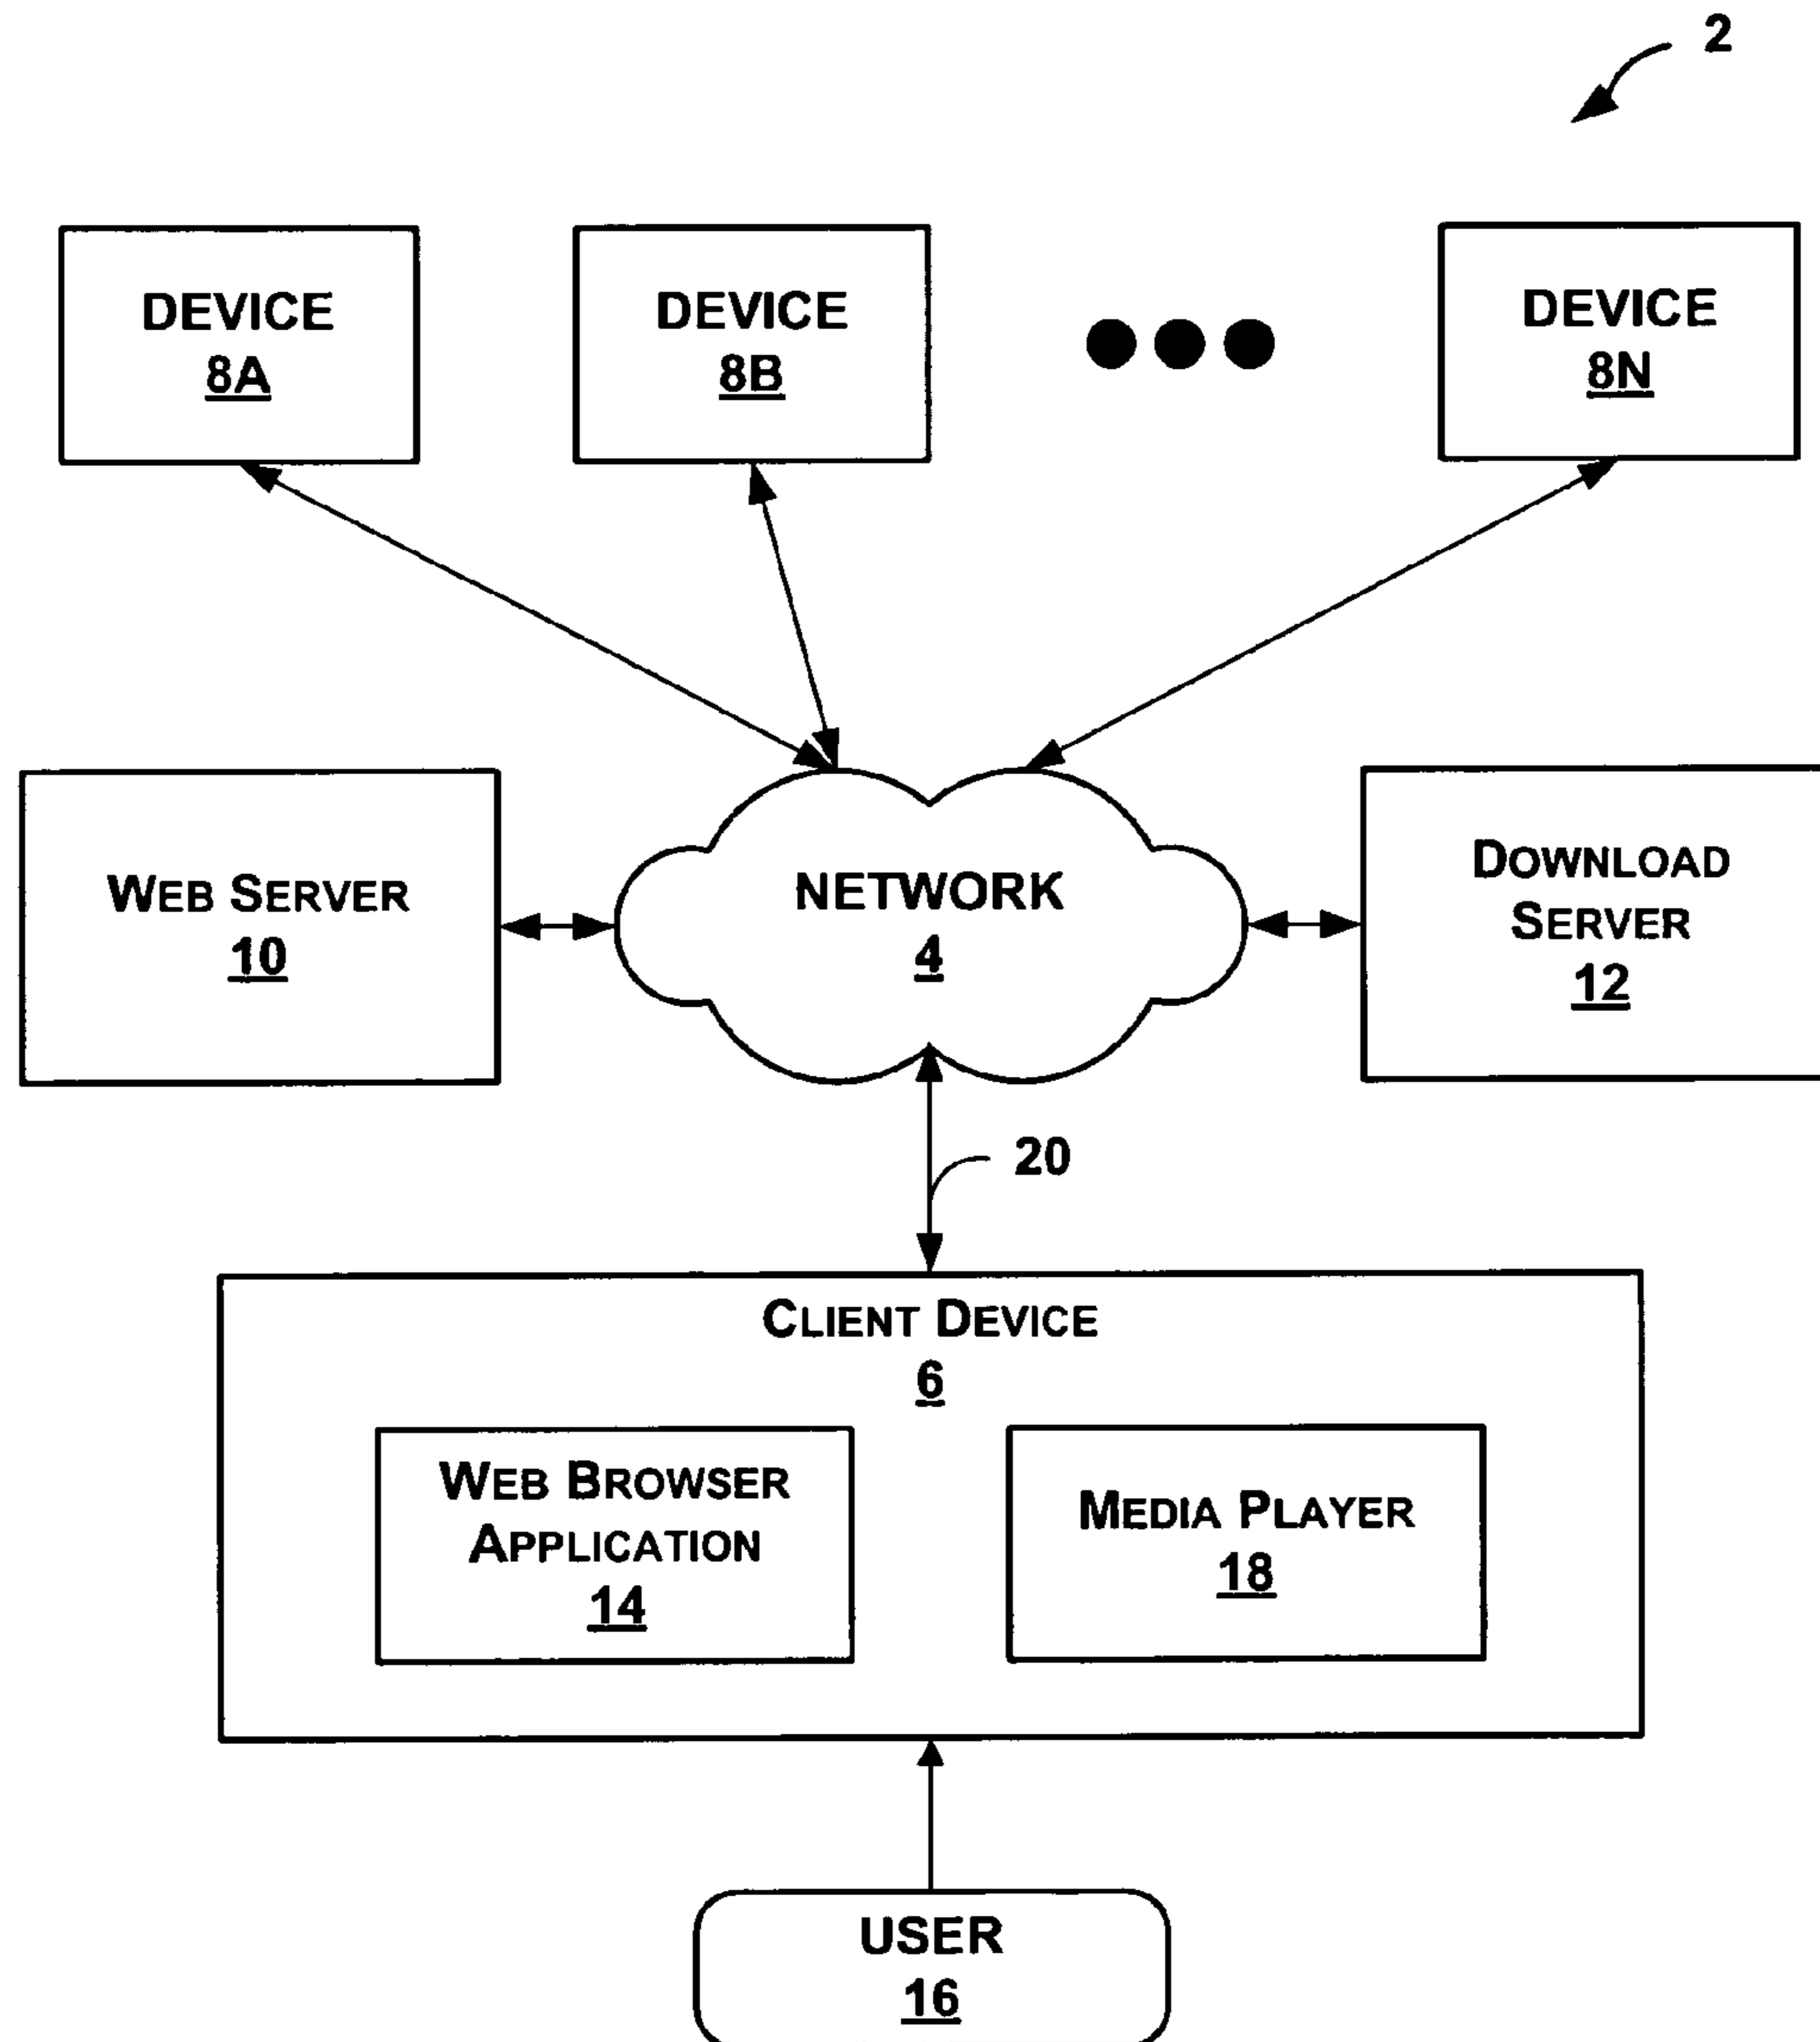 2
DEVICE
8A
DEVICE
8B
DEVICE
8N
WEB SERVER
10
NETWORK
4
DOWNLOAD
SERVER
12
20
CLIENT DEVICE
6
WEB BROWSER
APPLICATION
14
MEDIA PLAYER
18
USER
16